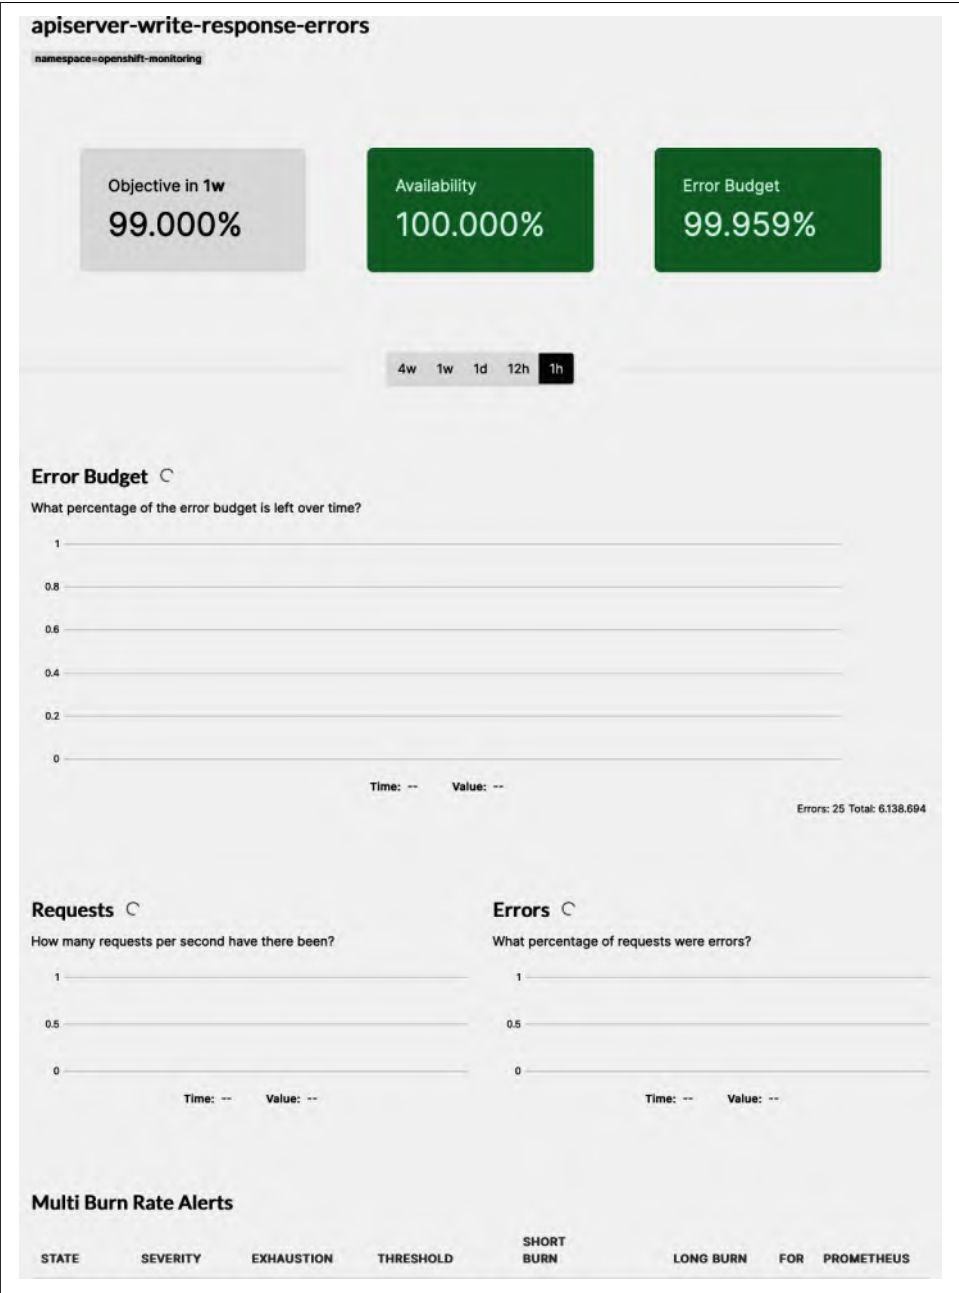 apiserver-write-response-errors
namespace=openshift-monitoring
Objective in 1w
99.000%
Availability
100.000%
Error Budget
99.959%
4w 1w 1d 12h 1h
Error Budget
What percentage of the error budget is left over time?
1
0.8
0.6
0.4
0.2
0
Time: -- Value: --
Errors: 25 Total: 6.138.694
Requests
How many requests per second have there been?
1
0.5
0
Time: -- Value: --
Errors
What percentage of requests were errors?
1
0.5
0
Time: -- Value: --
Multi Burn Rate Alerts
STATE SEVERITY EXHAUSTION THRESHOLD SHORT BURN LONG BURN FOR PROMETHEUS